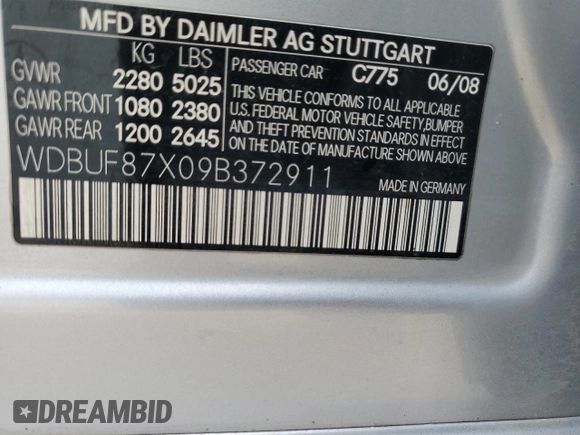 MFD BY DAIMLER AG STUTTGART
KG LBS
GVWR 2280 5025
GAWR FRONT 1080 2380
GAWR REAR 1200 2645
PASSENGER CAR C775 06/08
THIS VEHICLE CONFORMS TO ALL APPLICABLE
U.S. FEDERAL MOTOR VEHICLE SAFETY, BUMPER
AND THEFT PREVENTION STANDARDS IN EFFECT
ON THE DATE OF MANUFACTURE SHOWN ABOVE.
WDBUF87X09B372911
MADE IN GERMANY
DREAMBID